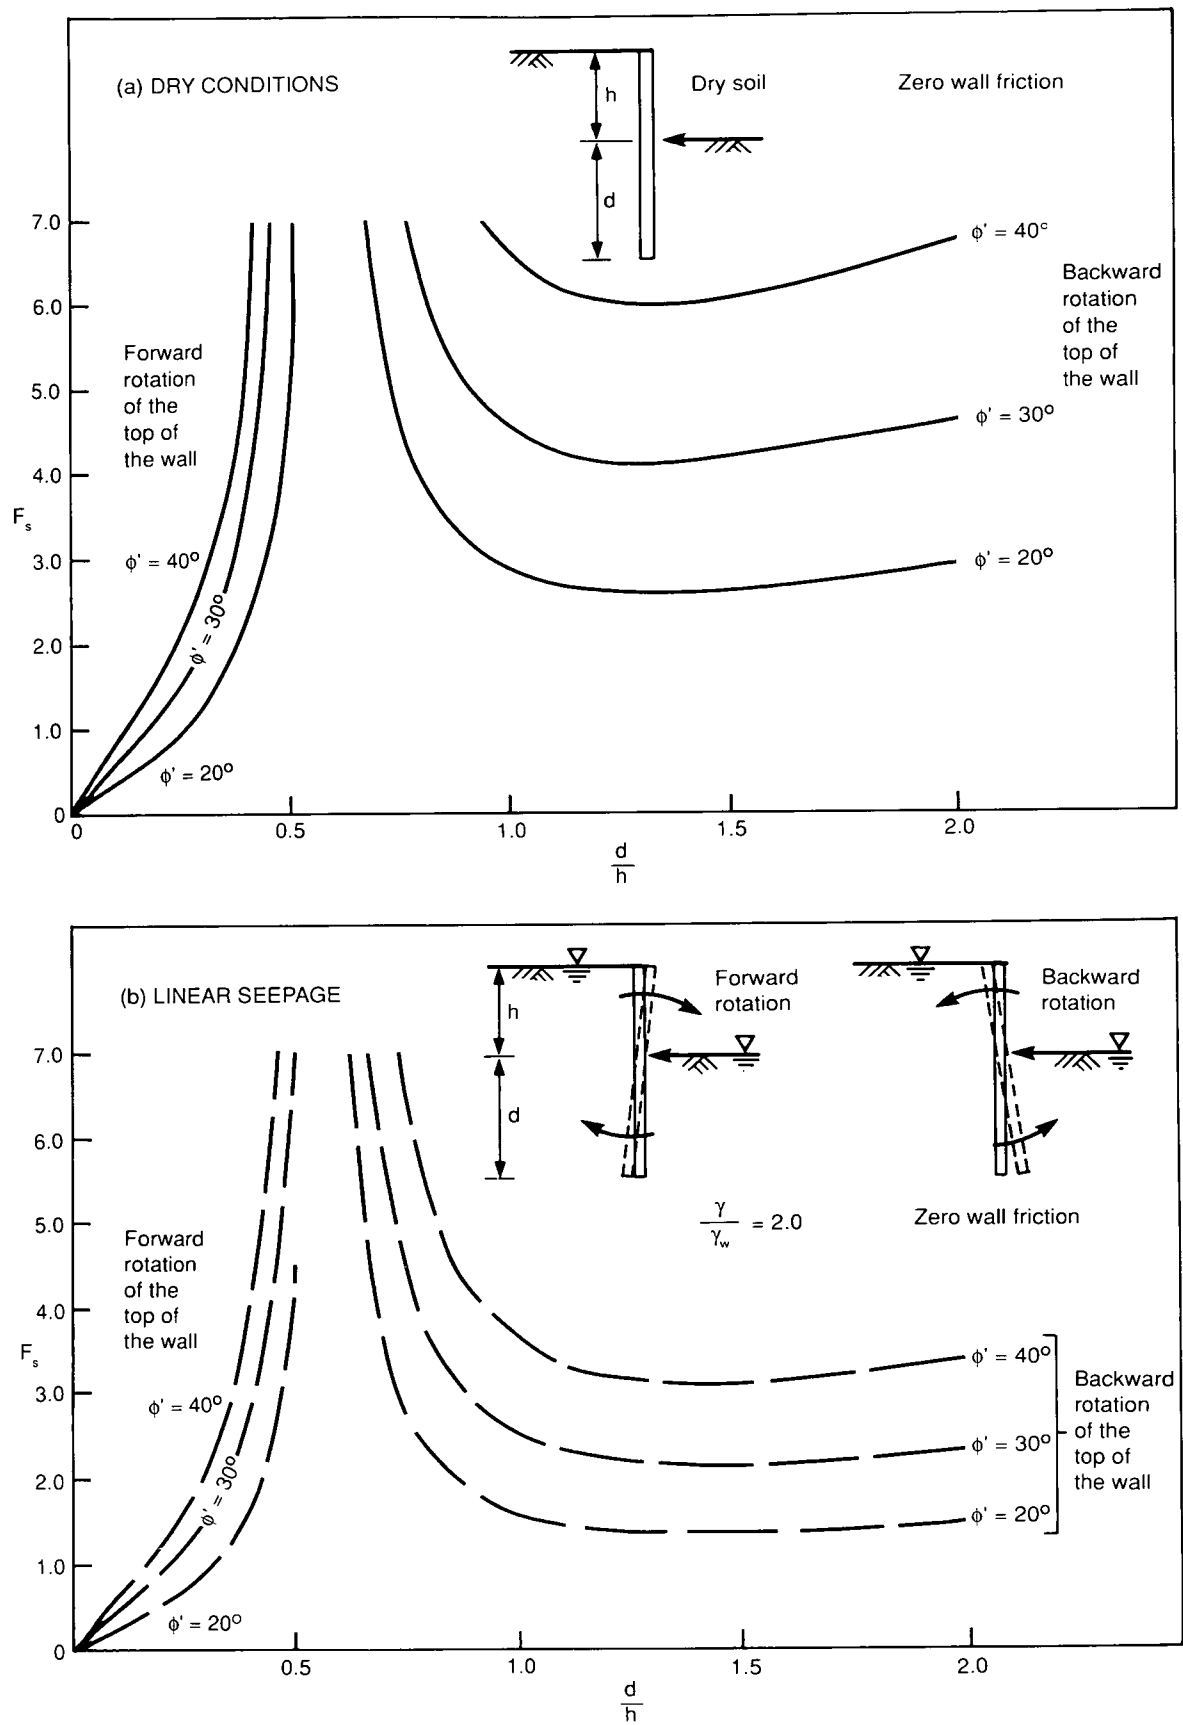 (a) DRY CONDITIONS
h
d
Dry soil
Zero wall friction
7.0
6.0
5.0
4.0
3.0
2.0
1.0
0
F_s
Forward
rotation
of the
top of
the wall
ϕ' = 40°
ϕ' = 30°
ϕ' = 20°
ϕ' = 40°
ϕ' = 30°
ϕ' = 20°
Backward
rotation
of the
top of
the wall
0
0.5
1.0
1.5
2.0
d
h
(b) LINEAR SEEPAGE
h
d
Forward
rotation
Backward
rotation
γ
γ_w
= 2.0
Zero wall friction
7.0
6.0
5.0
4.0
3.0
2.0
1.0
0
F_s
Forward
rotation
of the
top of
the wall
ϕ' = 40°
ϕ' = 30°
ϕ' = 20°
ϕ' = 40°
ϕ' = 30°
ϕ' = 20°
Backward
rotation
of the
top of
the wall
0.5
1.0
1.5
2.0
d
h